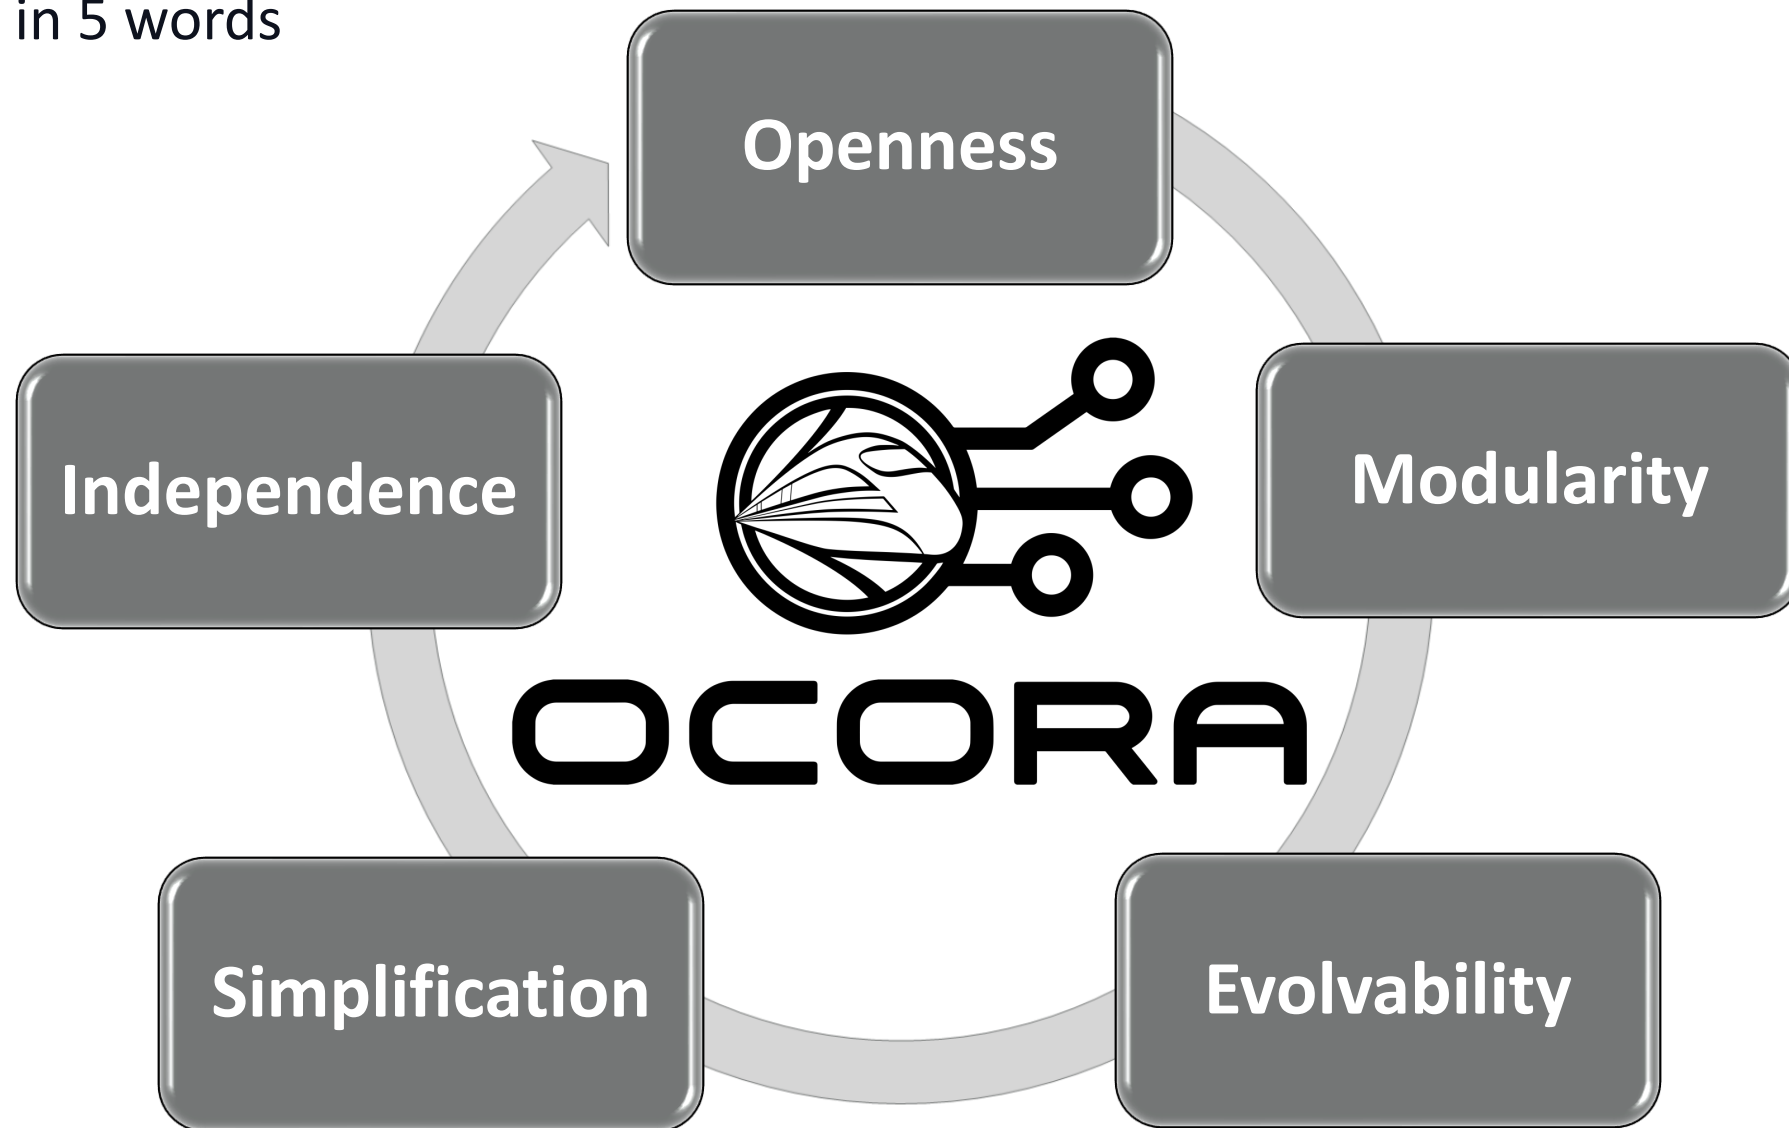 in 5 words
Openness
Independence
Modularity
OCORA
Simplification
Evolvability